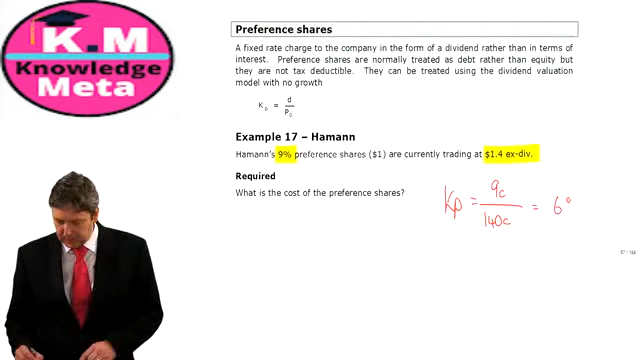 K.M
Knowledge
Meta
Preference shares
A fixed rate charge to the company in the form of a dividend rather than in terms of
interest. Preference shares are normally treated as debt rather than equity but
they are not tax deductible. They can be treated using the dividend valuation
model with no growth
Kp = d
P0
Example 17 – Hamann
Hamann's 9% preference shares ($1) are currently trading at $1.4 ex-div.
Required
What is the cost of the preference shares?
Kp = 9c = 6
140c